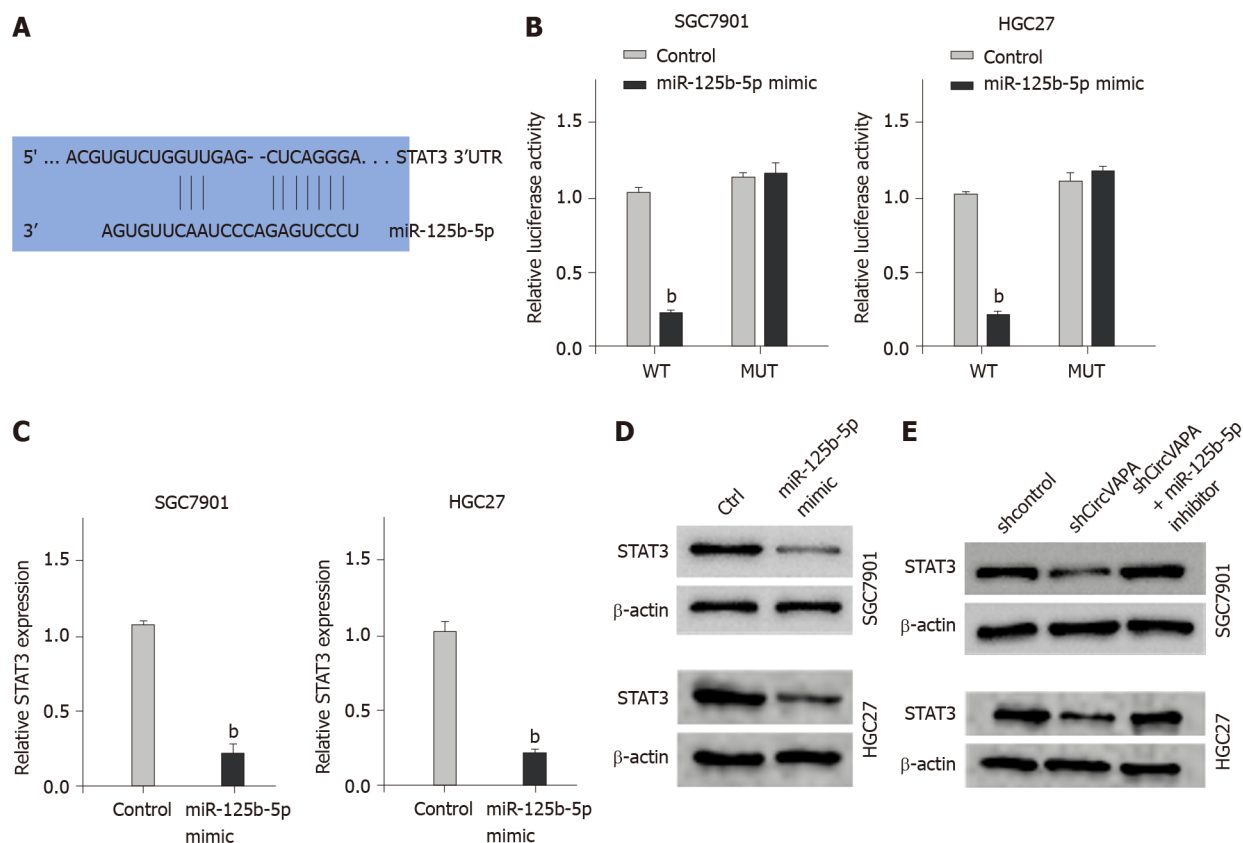 A
5' ... ACGUGUCUGGUUGAG- -CUCAGGGA. . . STAT3 3′UTR
3′ AGUGUUCAAUCCCAGAGUCCCU miR-125b-5p
B
SGC7901
Control
miR-125b-5p mimic
Relative luciferase activity
1.5
1.0
0.5
0.0
b
WT
MUT
HGC27
Control
miR-125b-5p mimic
Relative luciferase activity
1.5
1.0
0.5
0.0
b
WT
MUT
C
SGC7901
Relative STAT3 expression
1.5
1.0
0.5
0.0
b
Control
miR-125b-5p
mimic
HGC27
Relative STAT3 expression
1.5
1.0
0.5
0.0
b
Control
miR-125b-5p
mimic
D
Ctrl
miR-125b-5p
mimic
STAT3
β-actin
SGC7901
STAT3
β-actin
HGC27
E
shcontrol
shCircVAPA
shCircVAPA
+ miR-125b-5p
inhibitor
STAT3
β-actin
SGC7901
STAT3
β-actin
HGC27